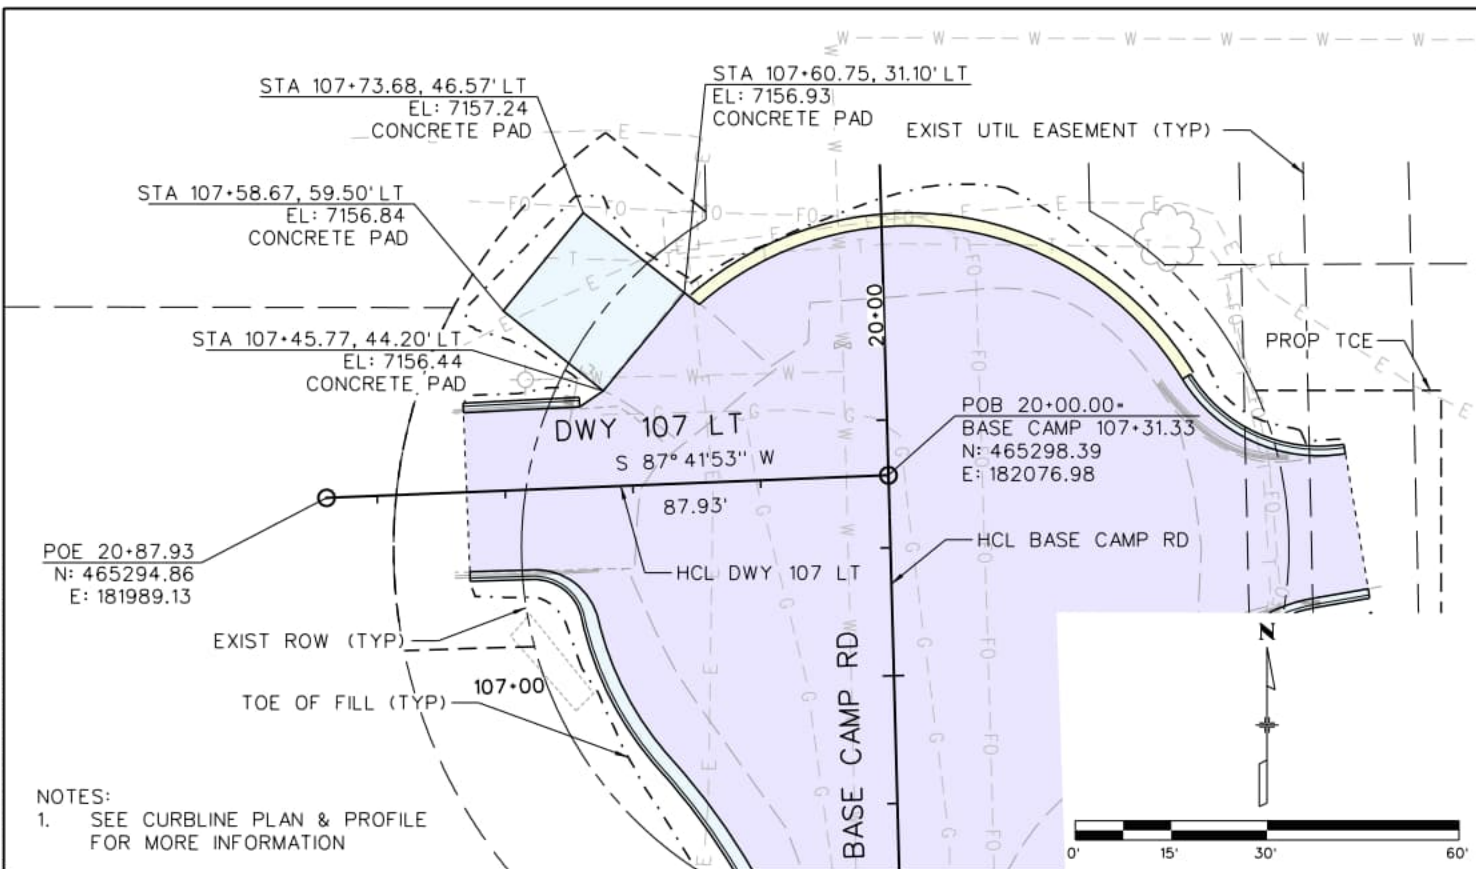 STA 107+73.68, 46.57' LT
EL: 7157.24
CONCRETE PAD
STA 107+60.75, 31.10' LT
EL: 7156.93
CONCRETE PAD
EXIST UTIL EASEMENT (TYP)
STA 107+58.67, 59.50' LT
EL: 7156.84
CONCRETE PAD
STA 107+45.77, 44.20' LT
EL: 7156.44
CONCRETE PAD
20+00
PROP TCE
DWY 107 LT
S 87° 41'53" W
87.93'
POB 20+00.00=
BASE CAMP 107+31.33
N: 465298.39
E: 182076.98
HCL BASE CAMP RD
POE 20+87.93
N: 465294.86
E: 181989.13
HCL DWY 107 LT
EXIST ROW (TYP)
107+00
TOE OF FILL (TYP)
BASE CAMP RD
N
NOTES:
1. SEE CURBLINE PLAN & PROFILE
FOR MORE INFORMATION
0' 15' 30' 60'